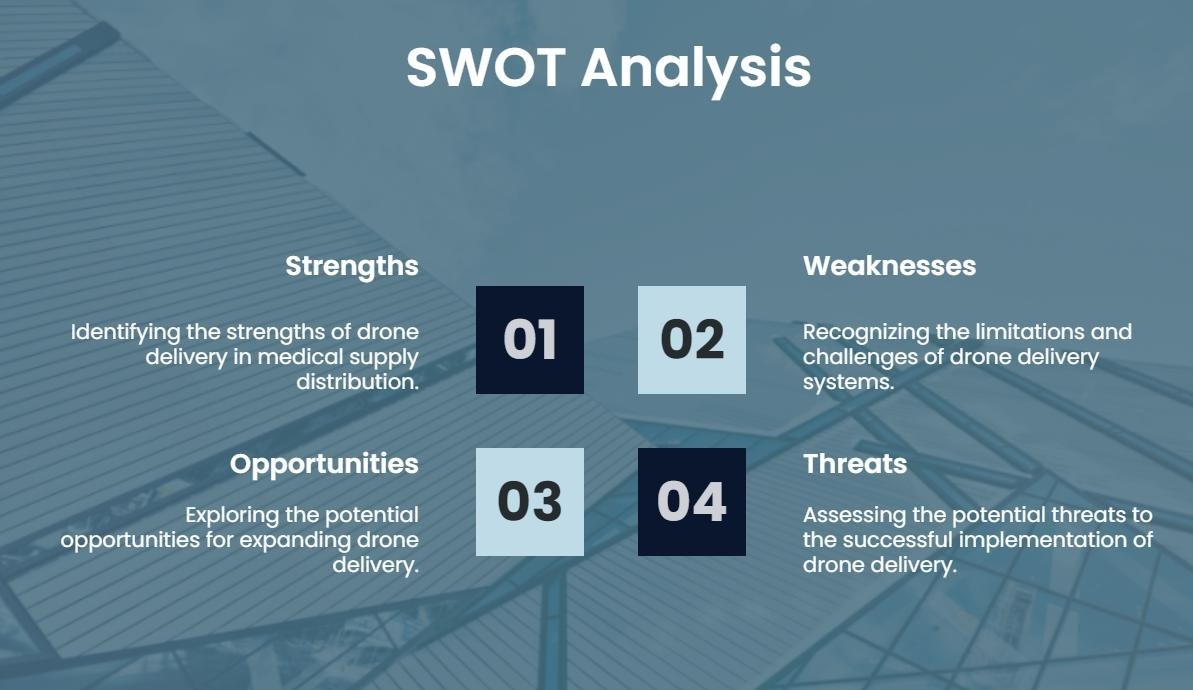 SWOT Analysis
Strengths
Identifying the strengths of drone
delivery in medical supply
distribution.
01
02
Weaknesses
Recognizing the limitations and
challenges of drone delivery
systems.
Opportunities
Exploring the potential
opportunities for expanding drone
delivery.
03
04
Threats
Assessing the potential threats to
the successful implementation of
drone delivery.